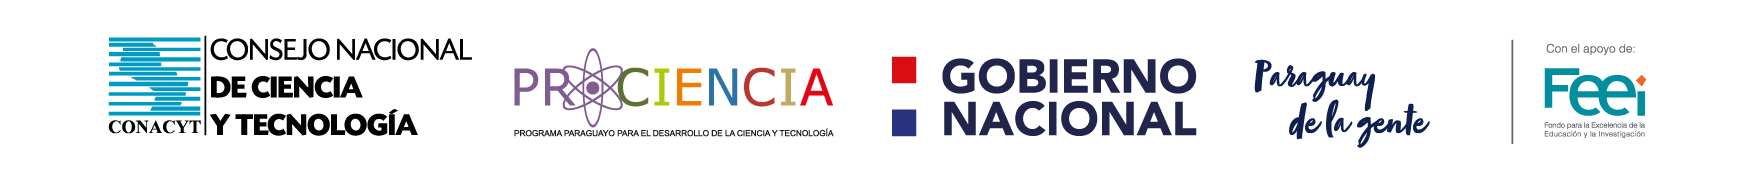 CONACYT
CONSEJO NACIONAL
DE CIENCIA
Y TECNOLOGÍA
PROCIENCIA
PROGRAMA PARAGUAYO PARA EL DESARROLLO DE LA CIENCIA Y TECNOLOGÍA
GOBIERNO
NACIONAL
Paraguay
de la gente
Con el apoyo de:
Feei
Fondo para la Excelencia de la
Educación y la Investigación